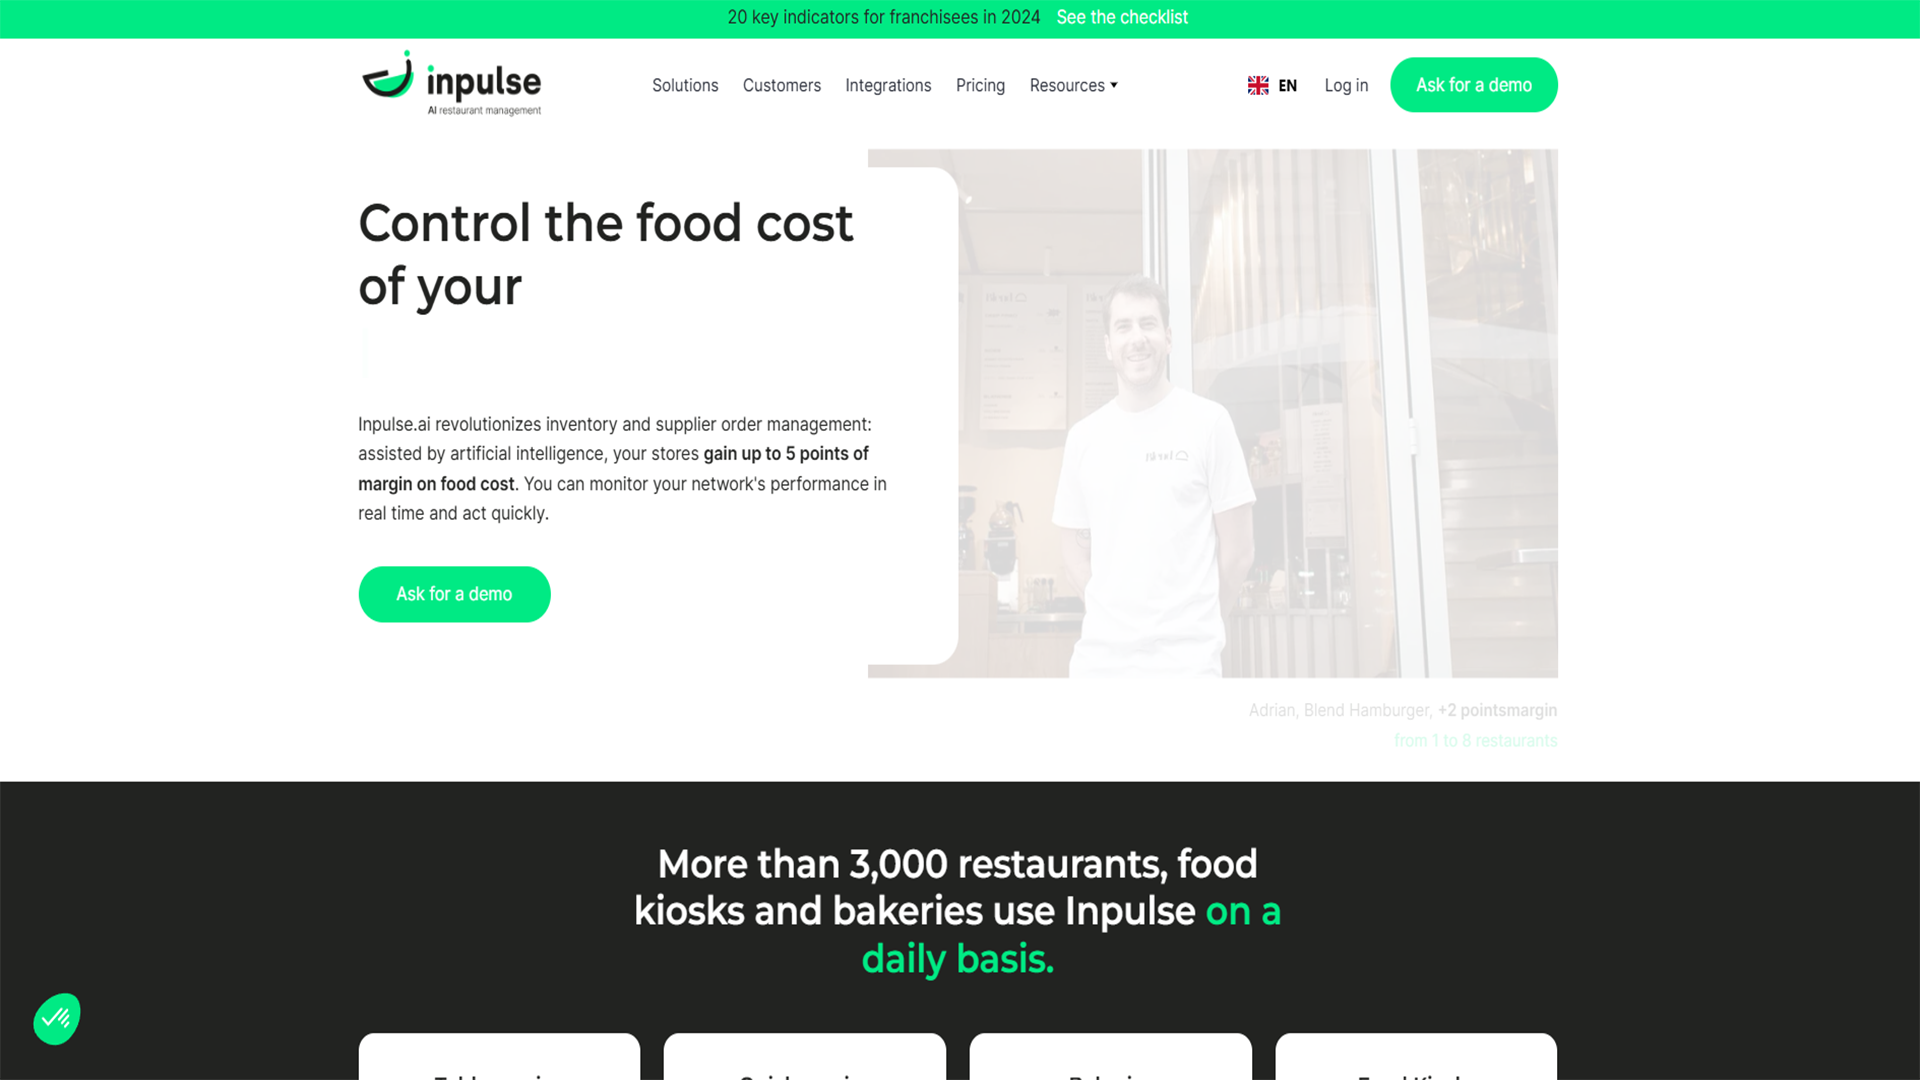 20 key indicators for franchisees in 2024 See the checklist
inpulse
AI restaurant management
Solutions Customers Integrations Pricing Resources EN Log in Ask for a demo
Control the food cost
of your
Inpulse.ai revolutionizes inventory and supplier order management:
assisted by artificial intelligence, your stores gain up to 5 points of
margin on food cost. You can monitor your network's performance in
real time and act quickly.
Ask for a demo
Adrian, Blend Hamburger, +2 pointsmargin
from 1 to 8 restaurants
More than 3,000 restaurants, food
kiosks and bakeries use Inpulse on a
daily basis.